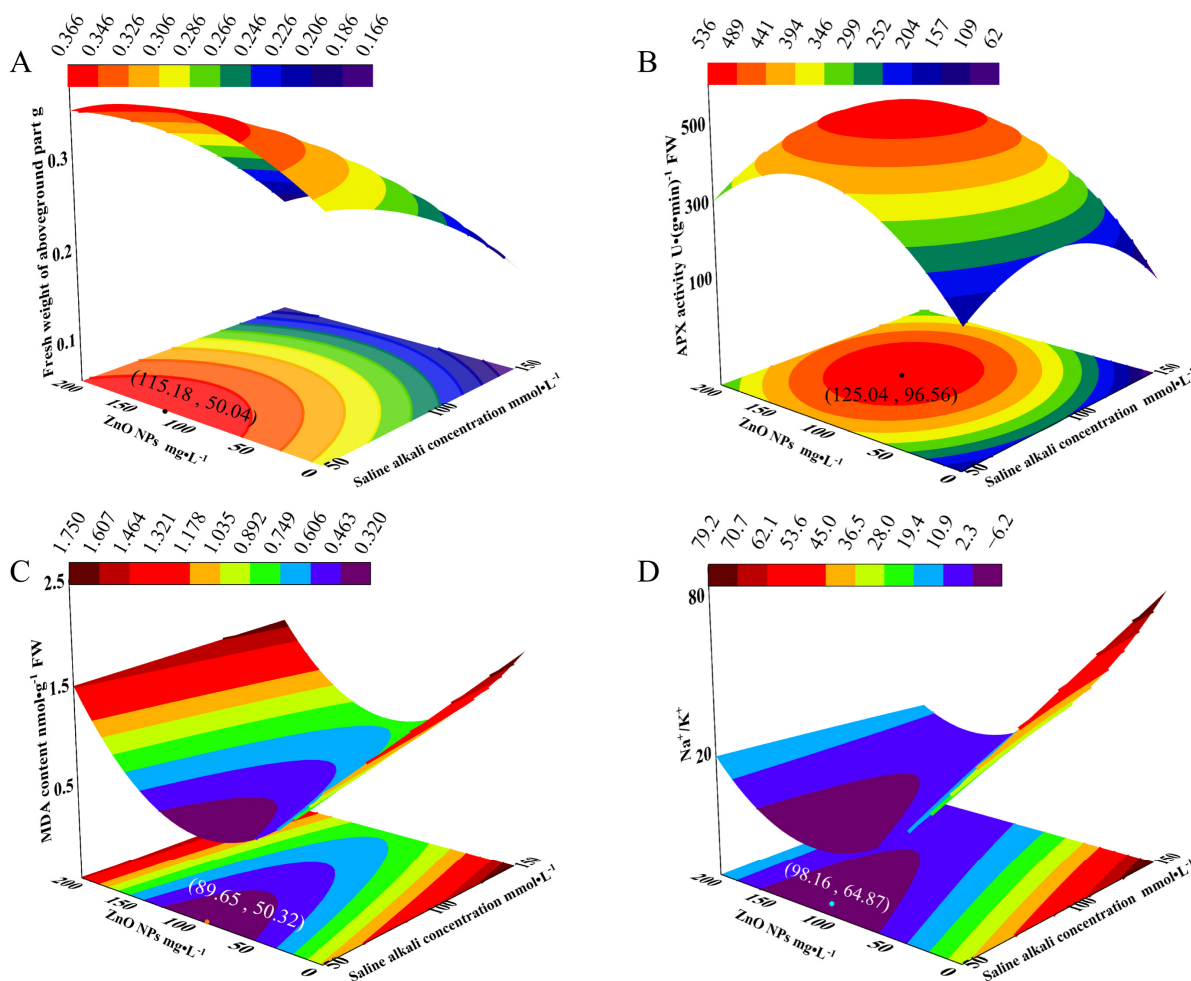 A
0.366 0.346 0.326 0.306 0.286 0.266 0.246 0.226 0.206 0.186 0.166
Fresh weight of aboveground part g
0.3
0.2
0.1
200
150
100
50
0
ZnO NPs mg•L⁻¹
(115.18 , 50.04)
50
100
150
Saline alkali concentration mmol•L⁻¹
B
536 489 441 394 346 299 252 204 157 109 62
APX activity U•(g•min)⁻¹ FW
500
300
100
200
150
100
50
0
ZnO NPs mg•L⁻¹
(125.04 , 96.56)
50
100
150
Saline alkali concentration mmol•L⁻¹
C
1.750 1.607 1.464 1.321 1.178 1.035 0.892 0.749 0.606 0.463 0.320
MDA content nmol•g⁻¹ FW
2.5
1.5
0.5
200
150
100
50
0
ZnO NPs mg•L⁻¹
(89.65 , 50.32)
50
100
150
Saline alkali concentration mmol•L⁻¹
D
79.2 70.7 62.1 53.6 45.0 36.5 28.0 19.4 10.9 2.3 −6.2
Na⁺/K⁺
80
20
200
150
100
50
0
ZnO NPs mg•L⁻¹
(98.16 , 64.87)
50
100
150
Saline alkali concentration mmol•L⁻¹